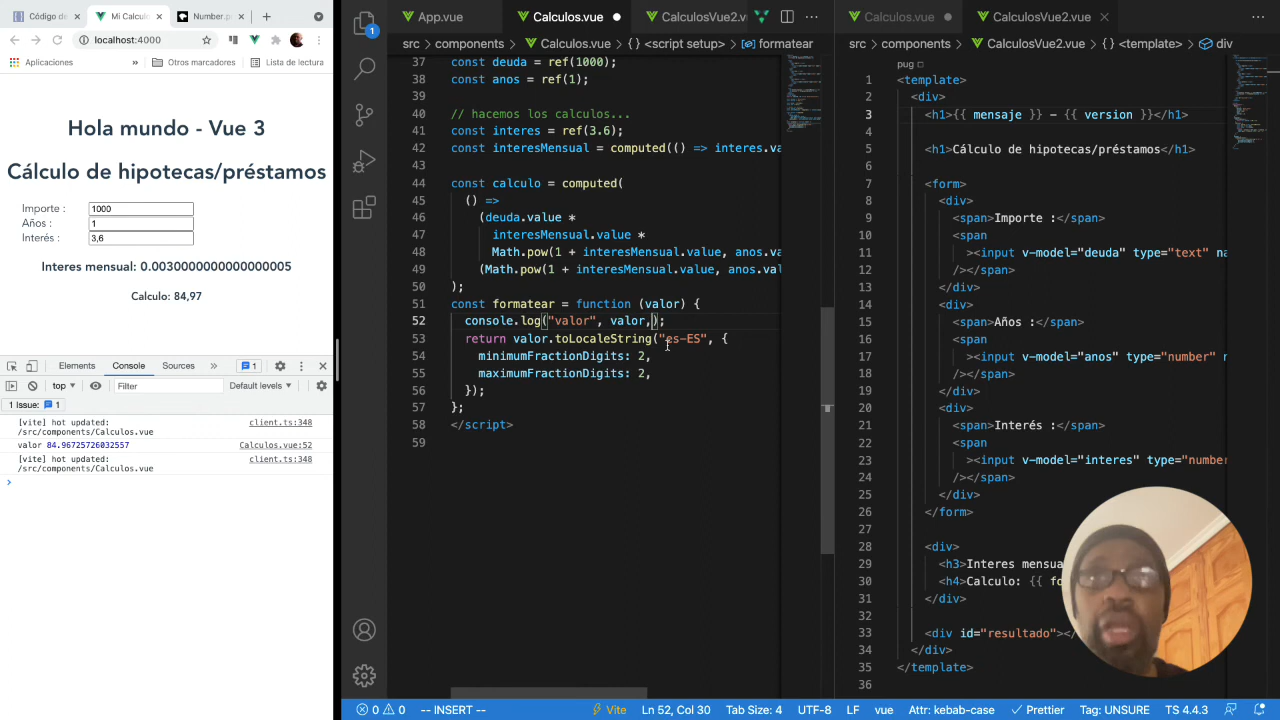 Código de
Mi Calculo
Number.p
localhost:4000
Aplicaciones
»
Otros marcadores
Lista de lectura
Hola mundo - Vue 3
Cálculo de hipotecas/préstamos
Importe :
1000
Años :
1
Interés :
3,6
Interes mensual: 0.0030000000000000005
Calculo: 84,97
Elements
Console
Sources
»
1
top
Filter
Default levels
1 Issue: 1
[vite] hot updated: client.ts:348
/src/components/Calculos.vue
valor 84.96725726032557 Calculos.vue:52
[vite] hot updated: client.ts:348
/src/components/Calculos.vue
1
App.vue
Calculos.vue
CalculosVue2.v
src > components > Calculos.vue > {} <script setup> > formatear
37 const deuda = ref(1000);
38 const anos = ref(1);
39
40 // hacemos los calculos...
41 const interes = ref(3.6);
42 const interesMensual = computed(() => interes.va
43
44 const calculo = computed(
45 () =>
46 (deuda.value *
47 interesMensual.value *
48 Math.pow(1 + interesMensual.value, anos.va
49 (Math.pow(1 + interesMensual.value, anos.val
50 );
51 const formatear = function (valor) {
52 console.log("valor", valor,);
53 return valor.toLocaleString("es-ES", {
54 minimumFractionDigits: 2,
55 maximumFractionDigits: 2,
56 });
57 };
58 </script>
59
Calculos.vue
CalculosVue2.vue
src > components > CalculosVue2.vue > {} <template> > div
pug
1 <template>
2 <div>
3 <h1>{{ mensaje }} – {{ version }}</h1>
4
5 <h1>Cálculo de hipotecas/préstamos</h1>
6
7 <form>
8 <div>
9 <span>Importe :</span>
10 <span
11 ><input v-model="deuda" type="text" na
12 /></span>
13 </div>
14 <div>
15 <span>Años :</span>
16 <span
17 ><input v-model="anos" type="number" n
18 /></span>
19 </div>
20 <div>
21 <span>Interés :</span>
22 <span
23 ><input v-model="interes" type="number
24 /></span>
25 </div>
26 </form>
27
28 <div>
29 <h3>Interes mensua
30 <h4>Calculo: {{ fo
31 </div>
32
33 <div id="resultado"></
34 </div>
35 </template>
36
0 0 -- INSERT -- Vite Ln 52, Col 30 Tab Size: 4 UTF-8 LF vue Attr: kebab-case Prettier Tag: UNSURE TS 4.4.3